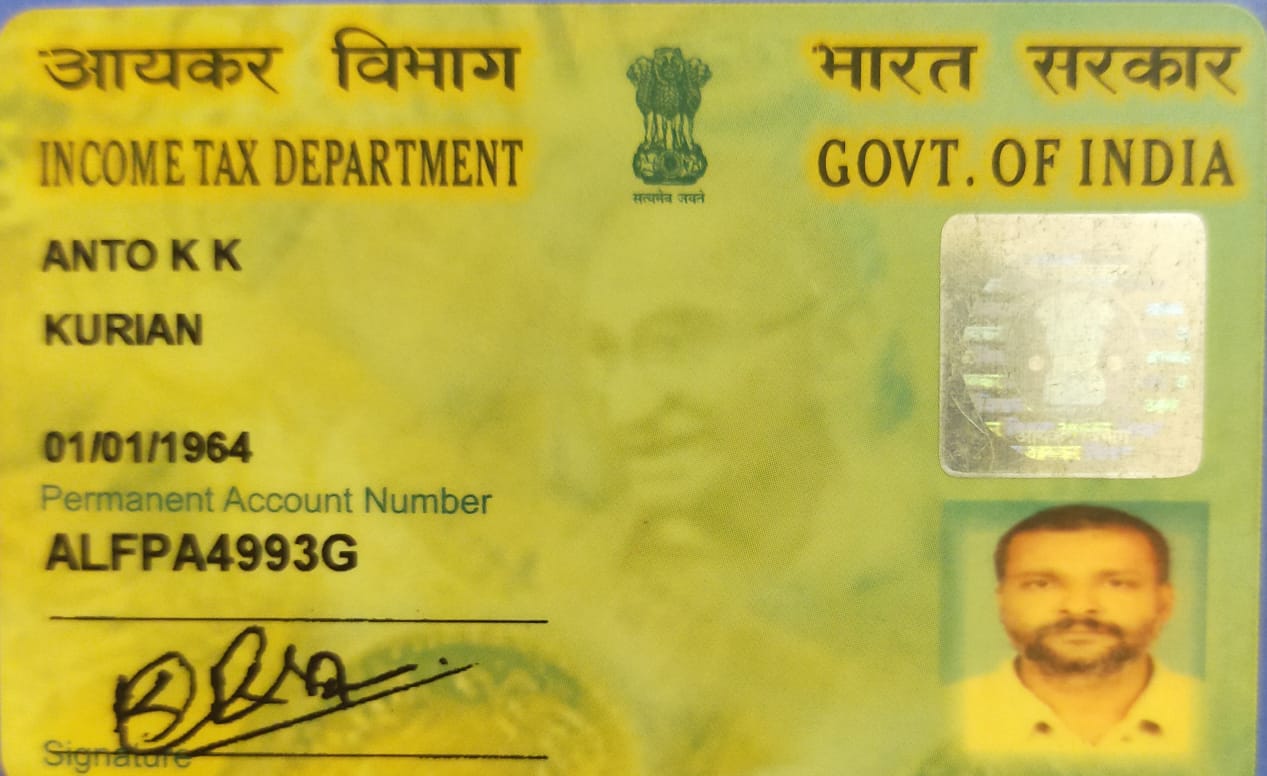 आयकर विभाग
INCOME TAX DEPARTMENT
भारत सरकार
GOVT. OF INDIA
सत्यमेव जयते
ANTO K K
KURIAN
01/01/1964
Permanent Account Number
ALFPA4993G
Signature